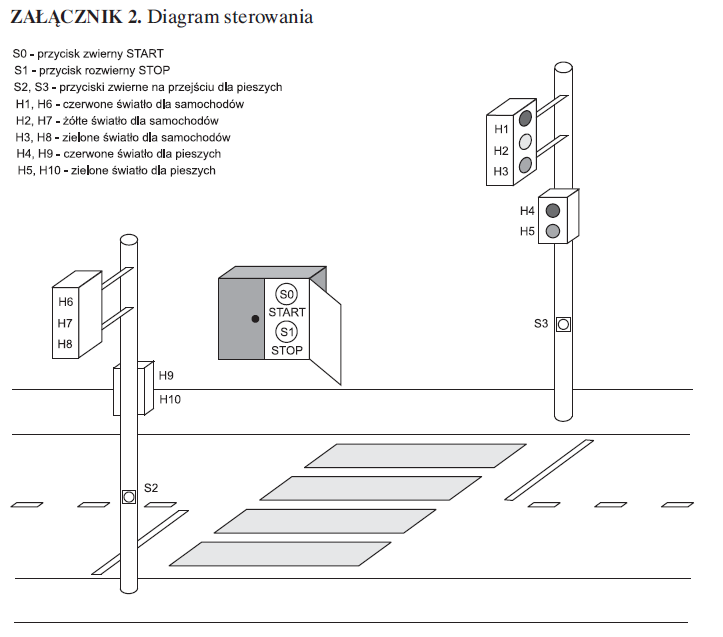 ZAŁĄCZNIK 2. Diagram sterowania
S0 - przycisk zwierny START
S1 - przycisk rozwierny STOP
S2, S3 - przyciski zwierne na przejściu dla pieszych
H1, H6 - czerwone światło dla samochodów
H2, H7 - żółte światło dla samochodów
H3, H8 - zielone światło dla samochodów
H4, H9 - czerwone światło dla pieszych
H5, H10 - zielone światło dla pieszych
H1
H2
H3
H4
H5
S3
H6
H7
H8
S0
START
S1
STOP
H9
H10
S2